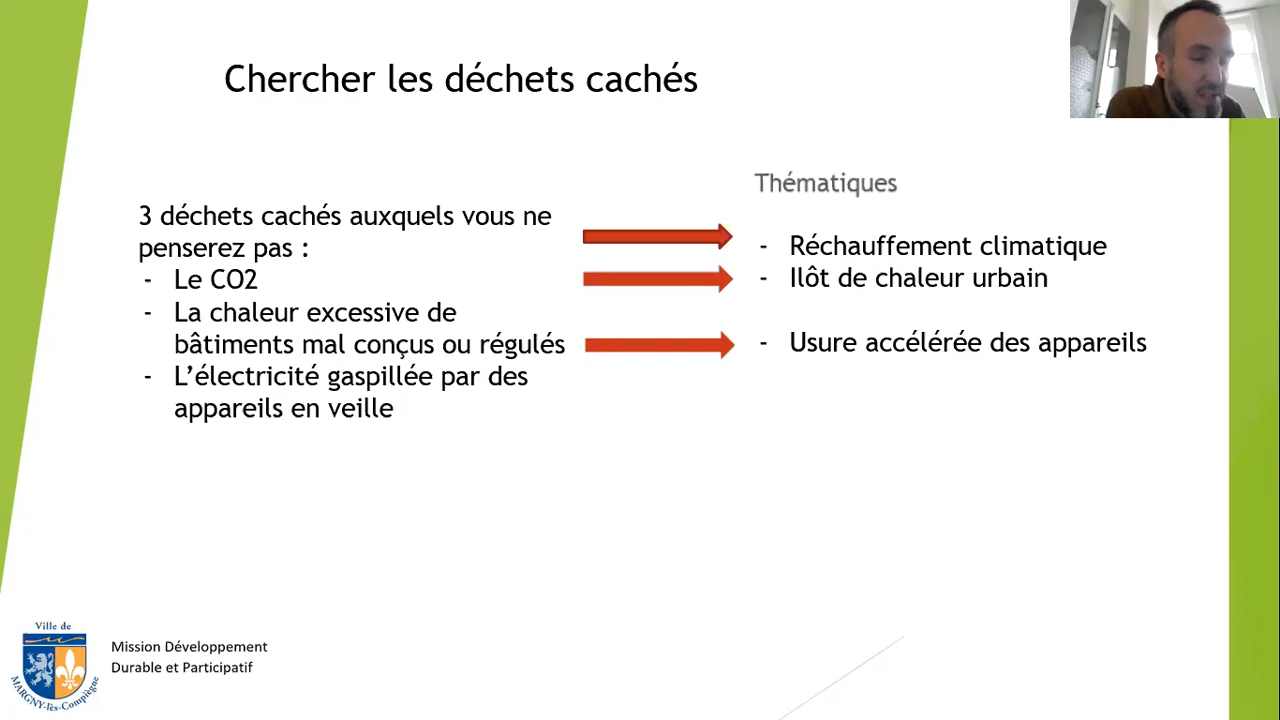 Chercher les déchets cachés
3 déchets cachés auxquels vous ne
penserez pas :
- Le CO2
- La chaleur excessive de
bâtiments mal conçus ou régulés
- L’électricité gaspillée par des
appareils en veille
Thématiques
- Réchauffement climatique
- Ilôt de chaleur urbain
- Usure accélérée des appareils
Ville de
MARGNY-lès-Compiègne
Mission Développement
Durable et Participatif